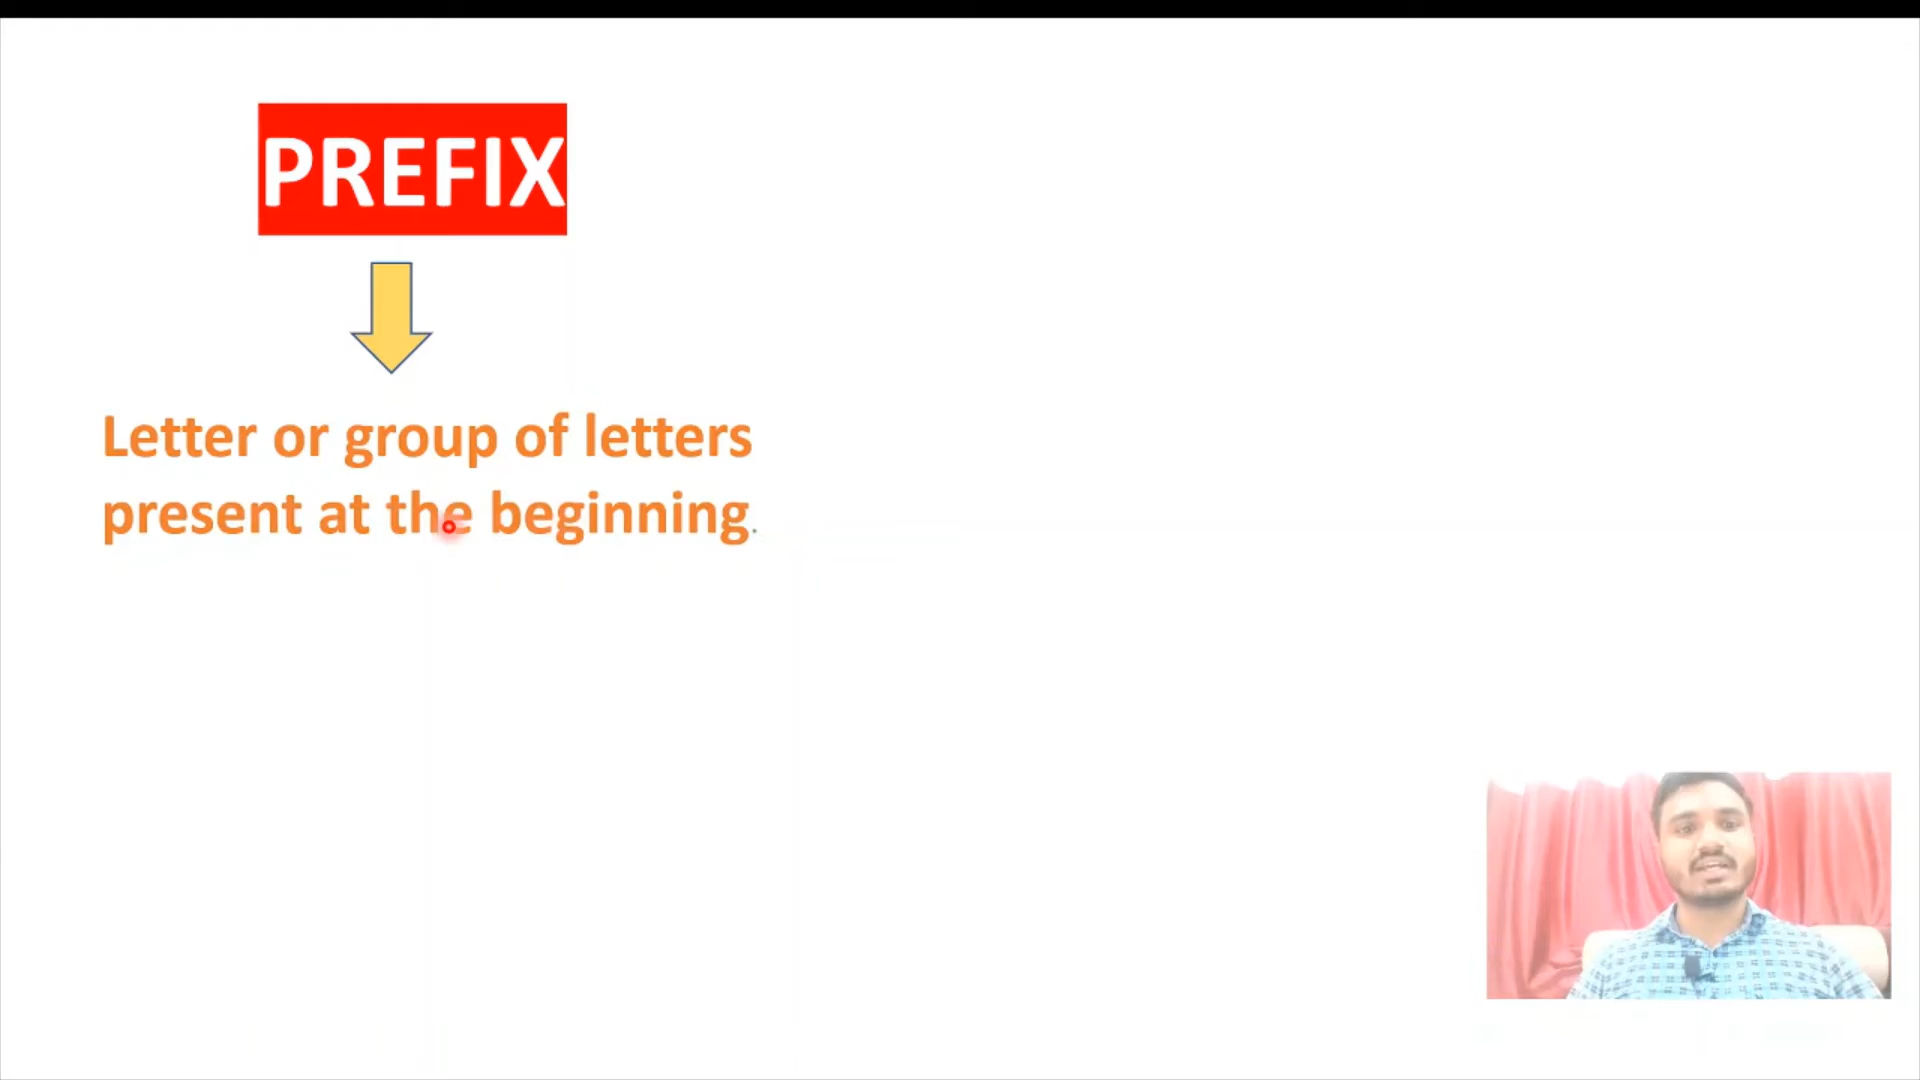 PREFIX
Letter or group of letters
present at the beginning.